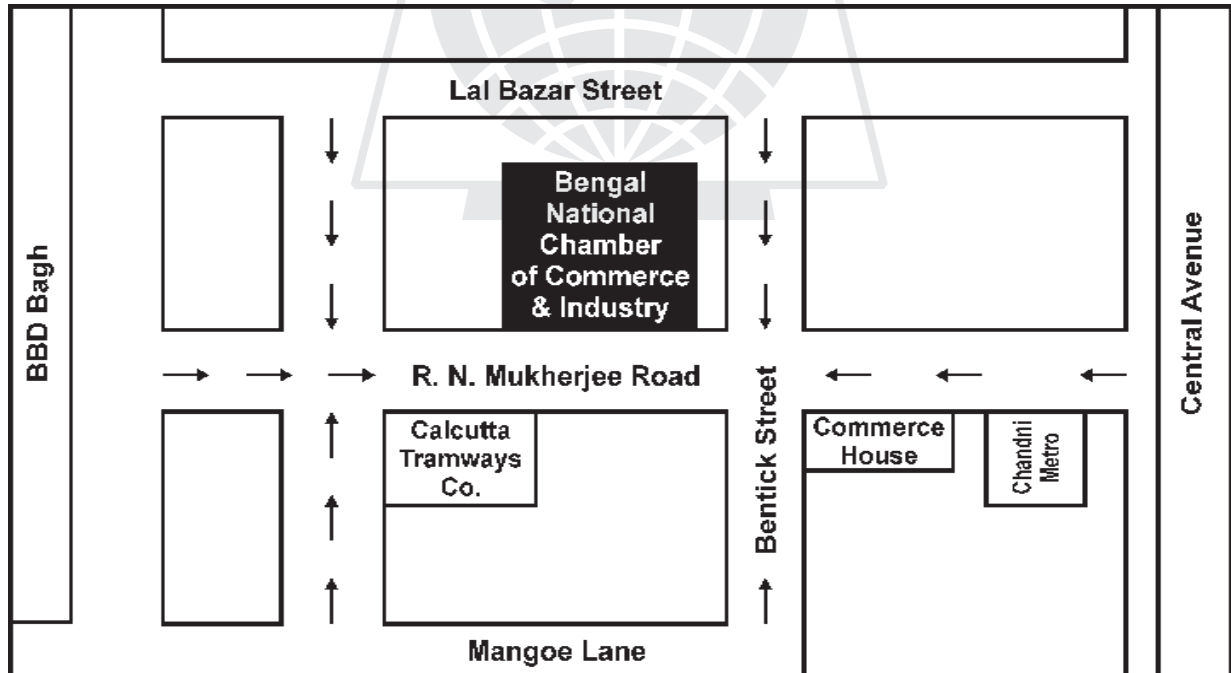 Lal Bazar Street
Bengal
National
Chamber
of Commerce
& Industry
BBD Bagh
Central Avenue
R. N. Mukherjee Road
Bentick Street
Calcutta
Tramways
Co.
Commerce
House
Chandni
Metro
Mangoe Lane